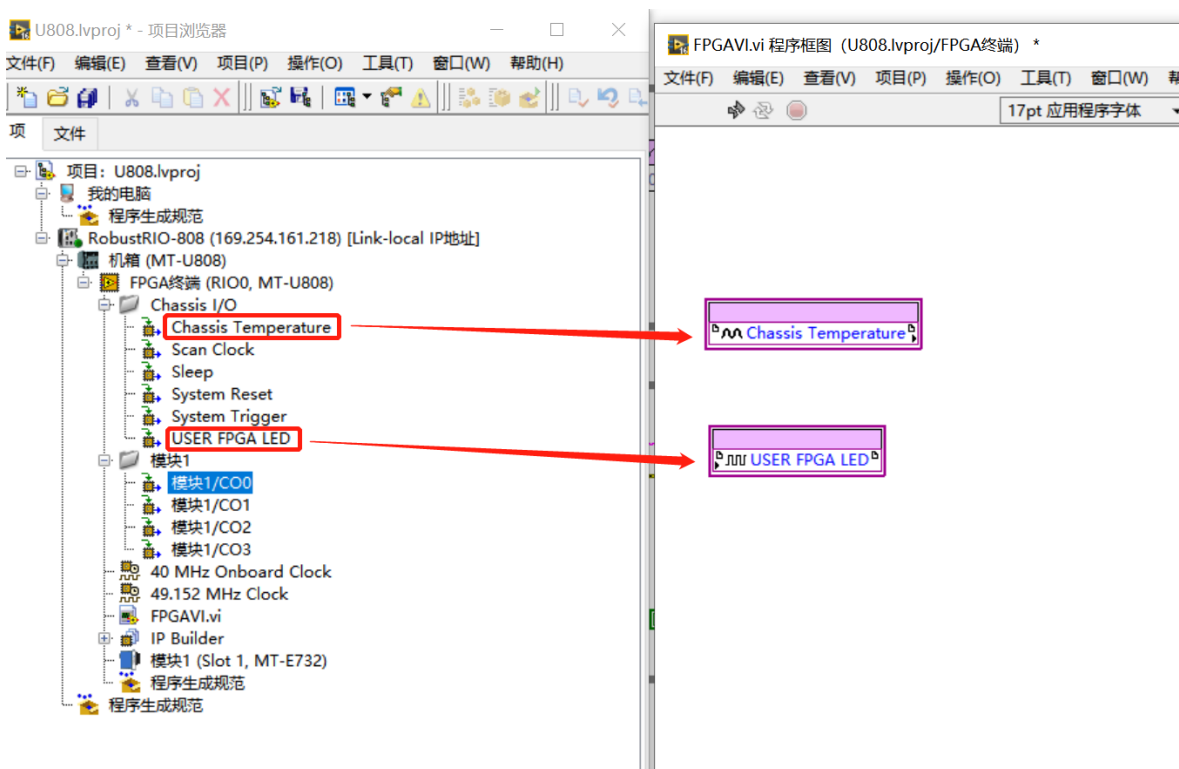 U808.lvproj * - 项目浏览器
文件(F) 编辑(E) 查看(V) 项目(P) 操作(O) 工具(T) 窗口(W) 帮助(H)
项 文件
项目：U808.lvproj
我的电脑
程序生成规范
RobustRIO-808 (169.254.161.218) [Link-local IP地址]
机箱 (MT-U808)
FPGA终端 (RIO0, MT-U808)
Chassis I/O
Chassis Temperature
Scan Clock
Sleep
System Reset
System Trigger
USER FPGA LED
模块1
模块1/CO0
模块1/CO1
模块1/CO2
模块1/CO3
40 MHz Onboard Clock
49.152 MHz Clock
FPGAVI.vi
IP Builder
模块1 (Slot 1, MT-E732)
程序生成规范
程序生成规范
FPGAVI.vi 程序框图（U808.lvproj/FPGA终端） *
文件(F) 编辑(E) 查看(V) 项目(P) 操作(O) 工具(T) 窗口(W)
17pt 应用程序字体
Chassis Temperature
USER FPGA LED